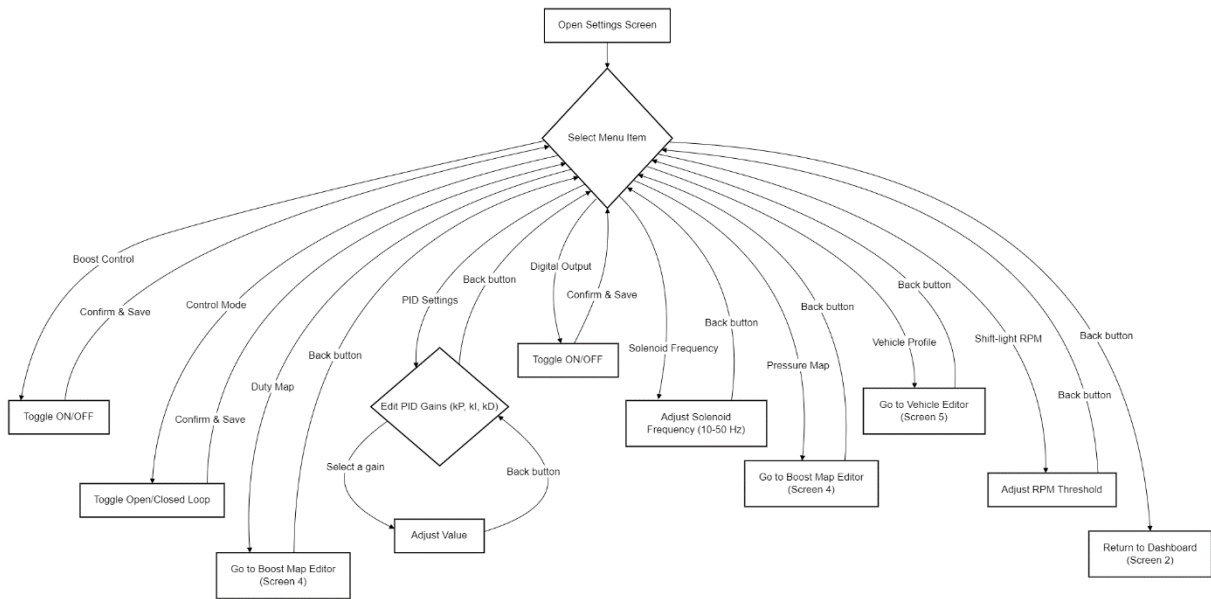 Open Settings Screen
Select Menu Item
Boost Control
Confirm & Save
Control Mode
Confirm & Save
Duty Map
Back button
PID Settings
Back button
Digital Output
Confirm & Save
Solenoid Frequency
Back button
Pressure Map
Back button
Vehicle Profile
Back button
Shift-light RPM
Back button
Back button
Toggle ON/OFF
Toggle Open/Closed Loop
Go to Boost Map Editor
(Screen 4)
Edit PID Gains (kP, kI, kD)
Select a gain
Back button
Adjust Value
Toggle ON/OFF
Adjust Solenoid
Frequency (10-50 Hz)
Go to Boost Map Editor
(Screen 4)
Go to Vehicle Editor
(Screen 5)
Adjust RPM Threshold
Return to Dashboard
(Screen 2)